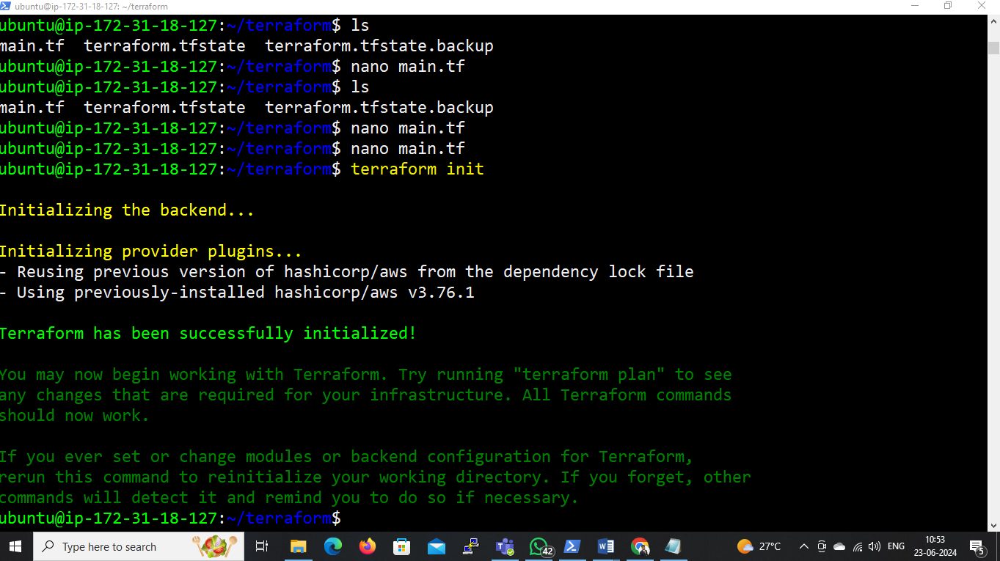 ubuntu@ip-172-31-18-127: ~/terraform
ubuntu@ip-172-31-18-127:~/terraform$ ls
main.tf  terraform.tfstate  terraform.tfstate.backup
ubuntu@ip-172-31-18-127:~/terraform$ nano main.tf
ubuntu@ip-172-31-18-127:~/terraform$ ls
main.tf  terraform.tfstate  terraform.tfstate.backup
ubuntu@ip-172-31-18-127:~/terraform$ nano main.tf
ubuntu@ip-172-31-18-127:~/terraform$ nano main.tf
ubuntu@ip-172-31-18-127:~/terraform$ terraform init
Initializing the backend...
Initializing provider plugins...
- Reusing previous version of hashicorp/aws from the dependency lock file
- Using previously-installed hashicorp/aws v3.76.1
Terraform has been successfully initialized!
You may now begin working with Terraform. Try running "terraform plan" to see
any changes that are required for your infrastructure. All Terraform commands
should now work.
If you ever set or change modules or backend configuration for Terraform,
rerun this command to reinitialize your working directory. If you forget, other
commands will detect it and remind you to do so if necessary.
ubuntu@ip-172-31-18-127:~/terraform$
Type here to search
42
27°C
ENG
10:53
23-06-2024
5